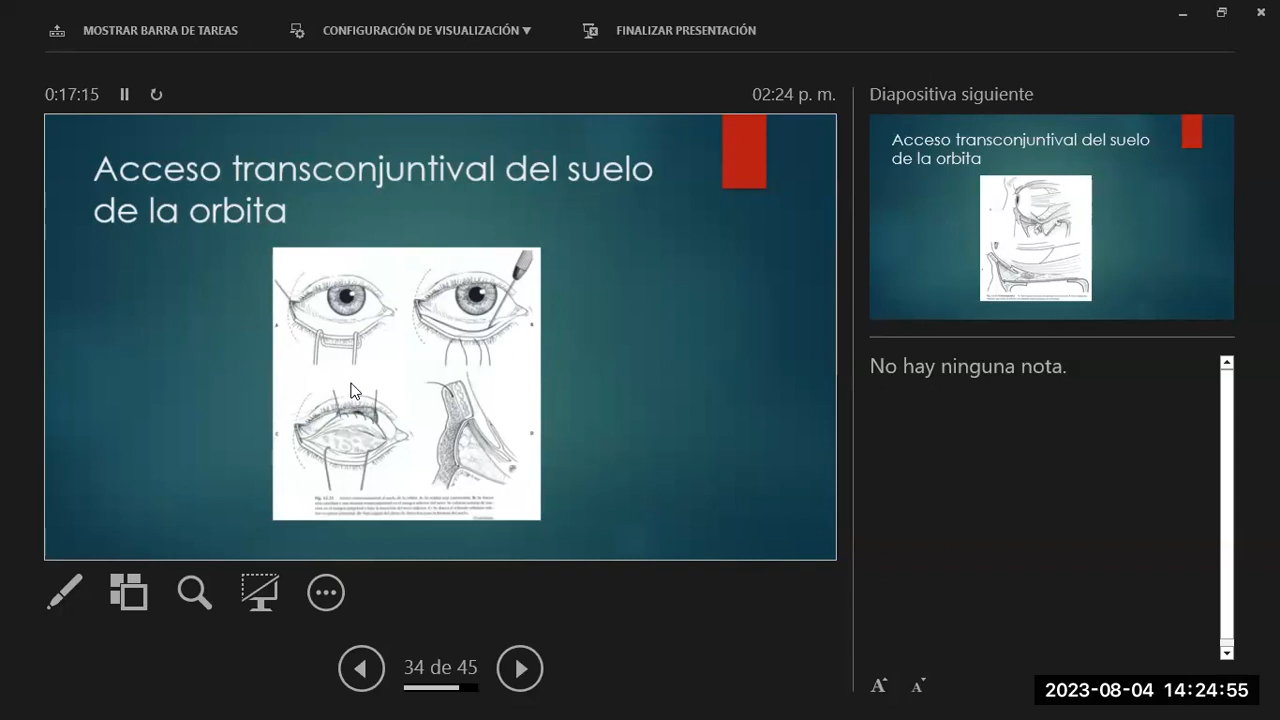 MOSTRAR BARRA DE TAREAS
CONFIGURACIÓN DE VISUALIZACIÓN ▼
FINALIZAR PRESENTACIÓN
0:17:15
02:24 p. m.
Acceso transconjuntival del suelo
de la orbita
Diapositiva siguiente
Acceso transconjuntival del suelo
de la orbita
No hay ninguna nota.
34 de 45
A A
2023-08-04 14:24:55